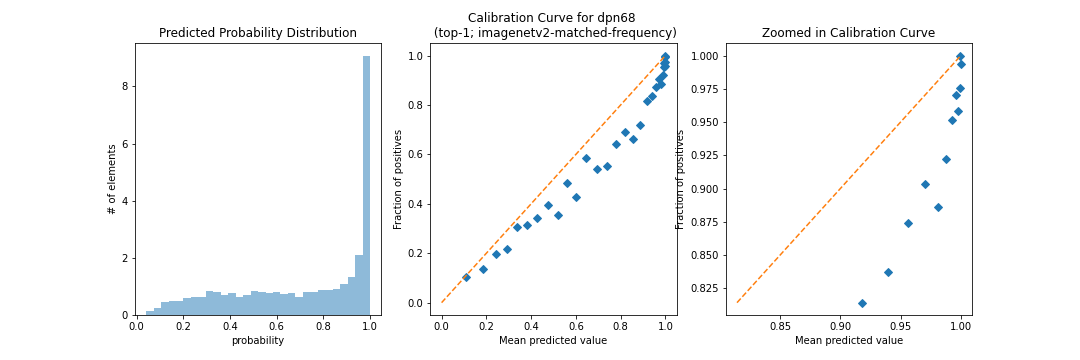 Predicted Probability Distribution
# of elements
8
6
4
2
0
0.0 0.2 0.4 0.6 0.8 1.0
probability
Calibration Curve for dpn68
(top-1; imagenetv2-matched-frequency)
Fraction of positives
1.0
0.8
0.6
0.4
0.2
0.0
0.0 0.2 0.4 0.6 0.8 1.0
Mean predicted value
Zoomed in Calibration Curve
Fraction of positives
1.000
0.975
0.950
0.925
0.900
0.875
0.850
0.825
0.85 0.90 0.95 1.00
Mean predicted value